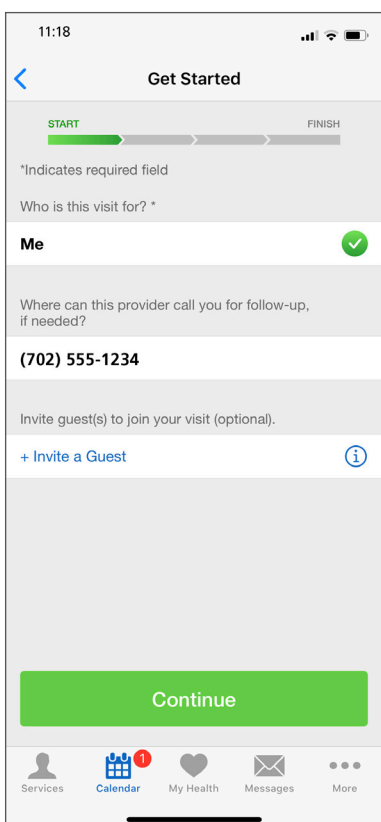 11:18
Get Started
START FINISH
*Indicates required field
Who is this visit for? *
Me
Where can this provider call you for follow-up,
if needed?
(702) 555-1234
Invite guest(s) to join your visit (optional).
+ Invite a Guest
Continue
1
Services Calendar My Health Messages More